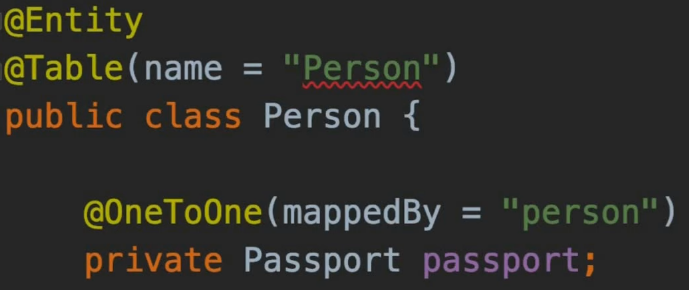 @Entity
@Table(name = "Person")
public class Person {
@OneToOne(mappedBy = "person")
private Passport passport;